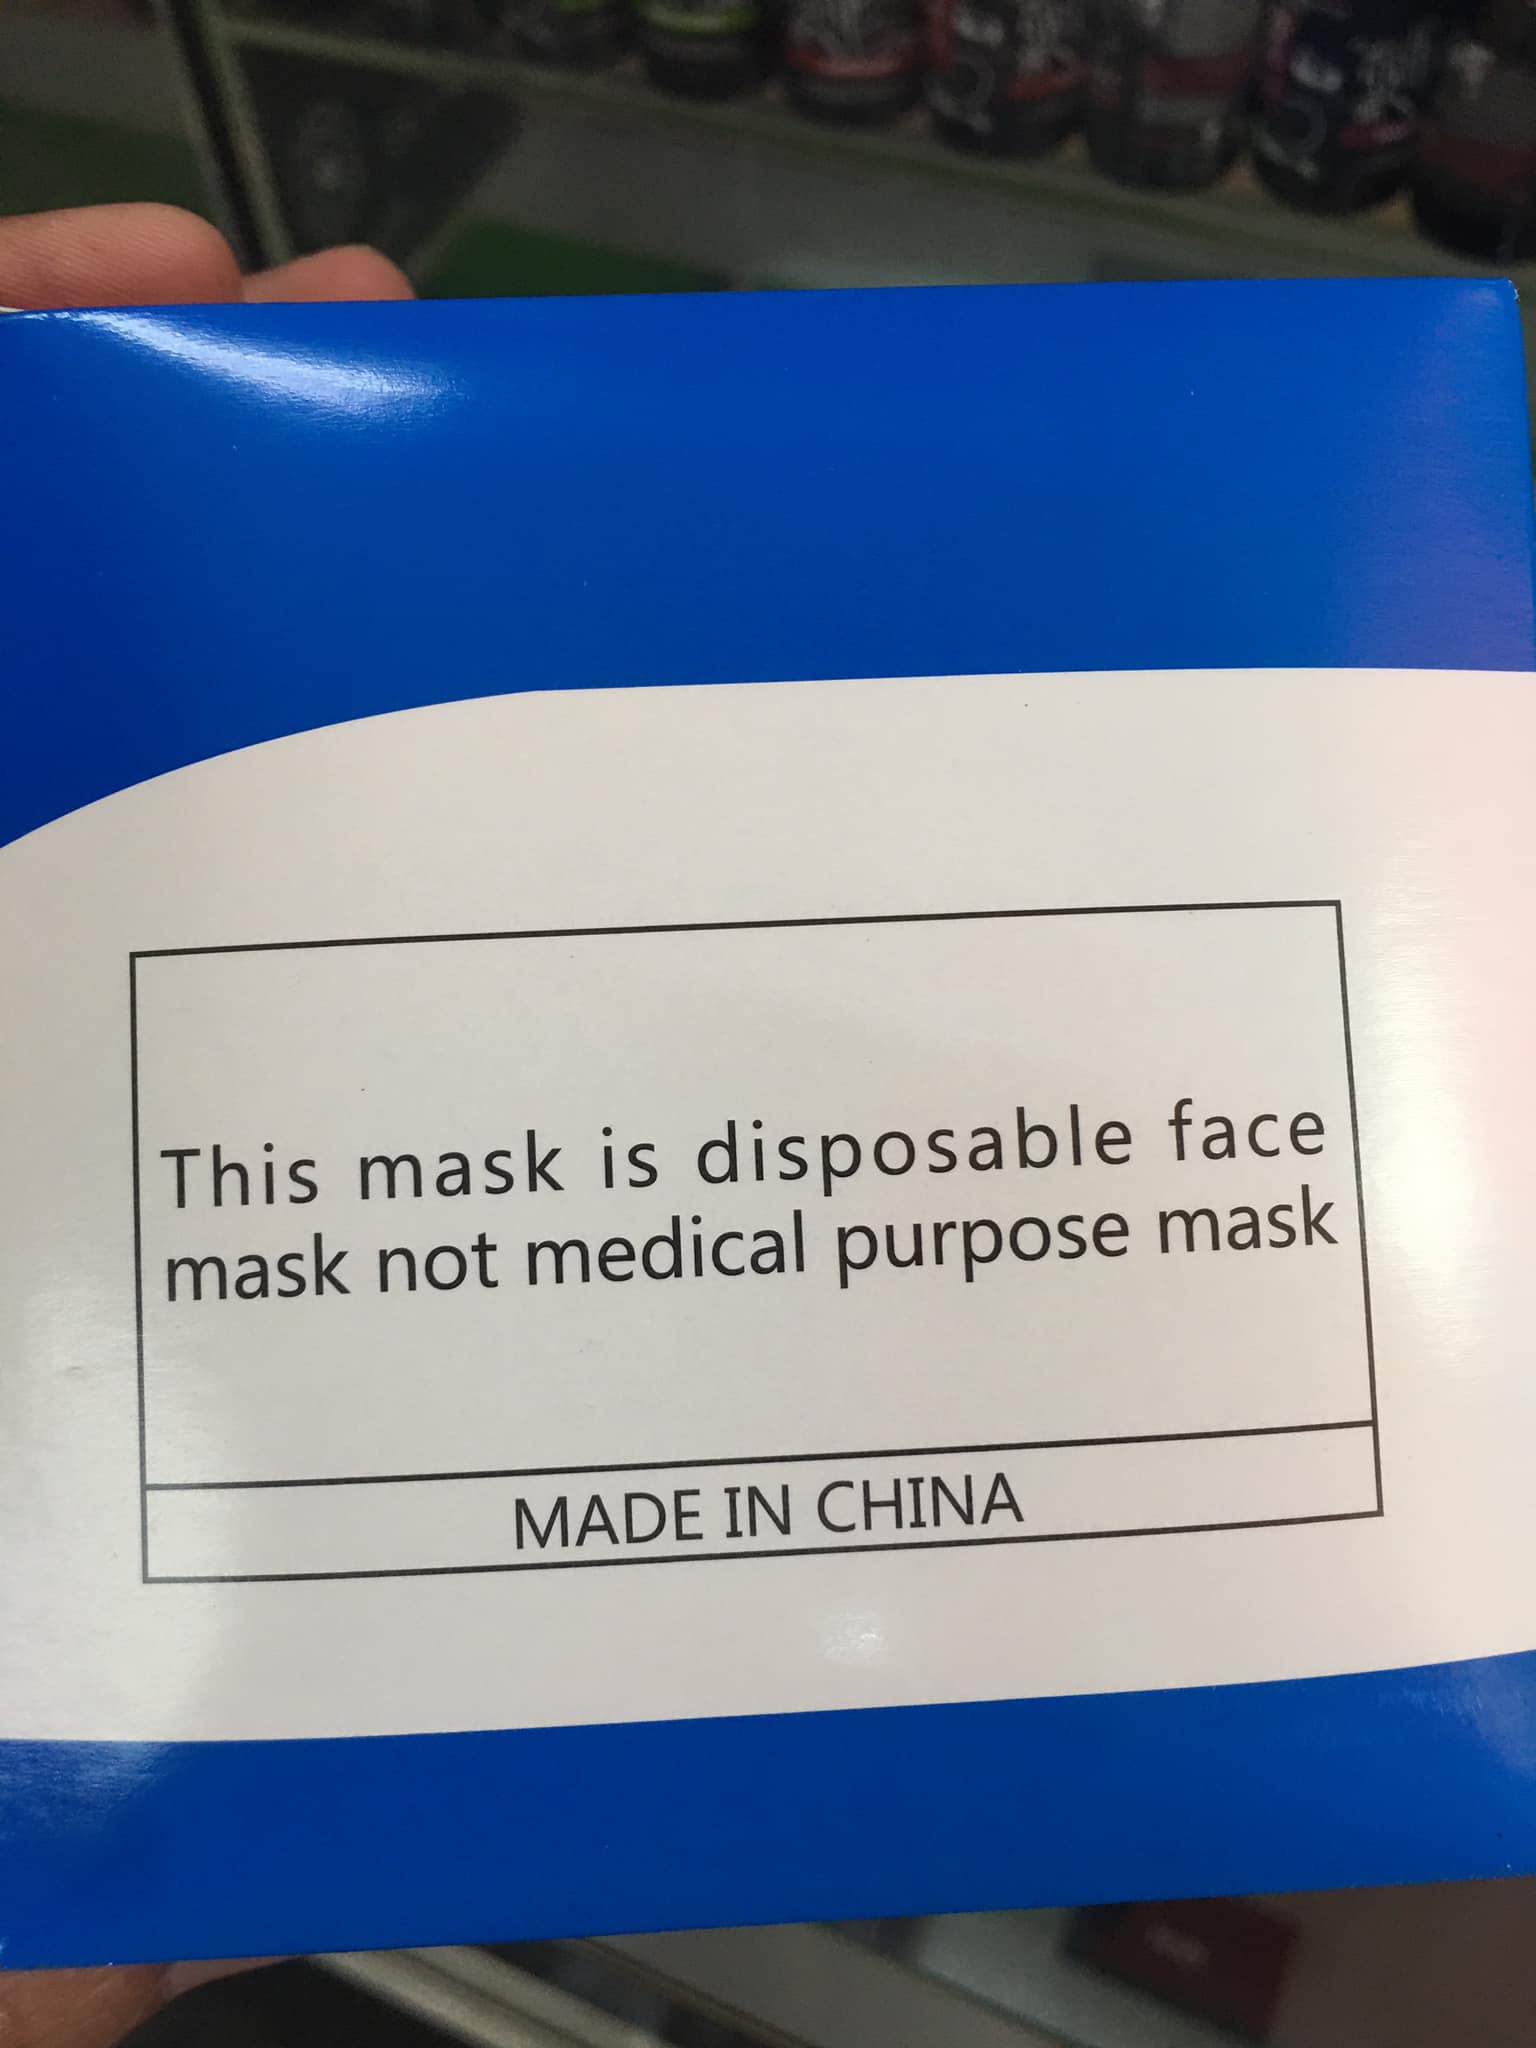 This mask is disposable face
mask not medical purpose mask
MADE IN CHINA